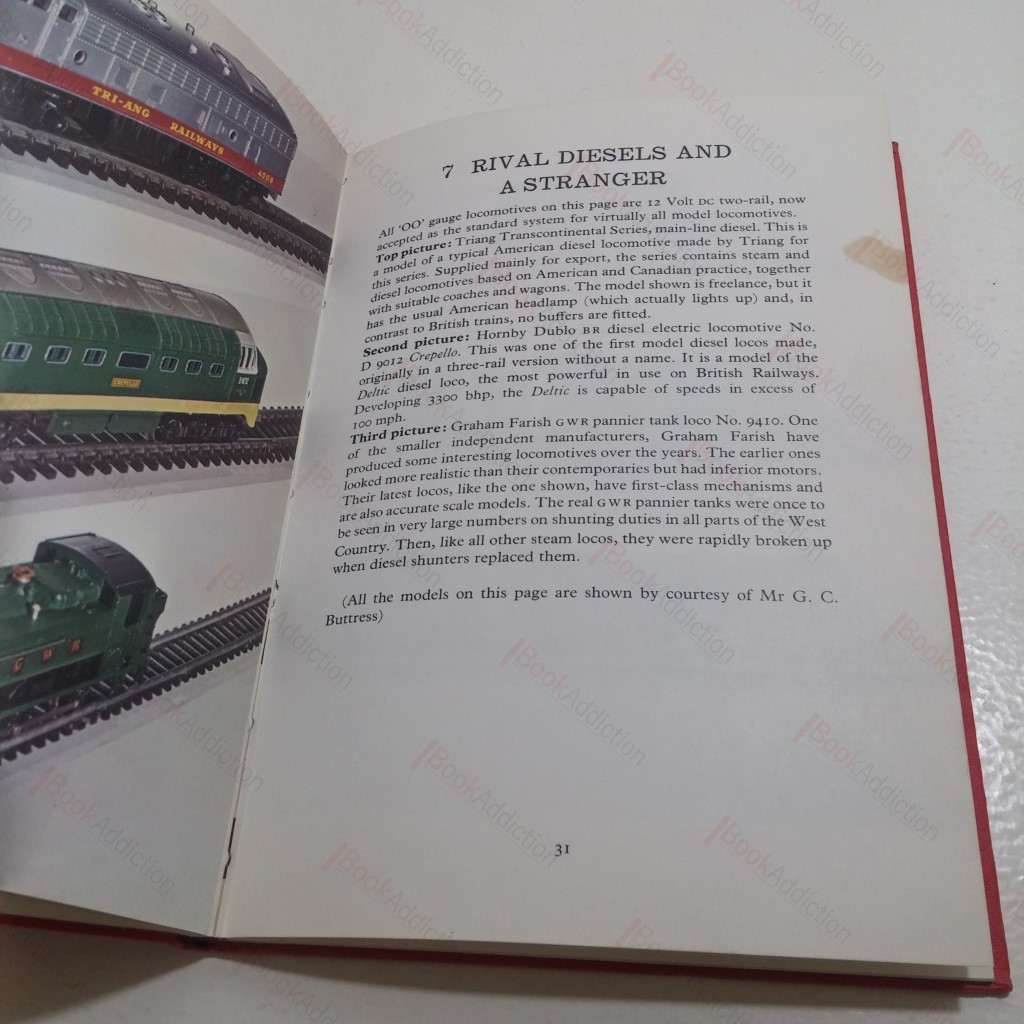 TRI-ANG RAILWAYS
4008
CREPELLO
G W R
7 RIVAL DIESELS AND
A STRANGER
All ‘OO’ gauge locomotives on this page are 12 Volt DC two-rail, now
accepted as the standard system for virtually all model locomotives.
Top picture: Triang Transcontinental Series, main-line diesel. This is
a model of a typical American diesel locomotive made by Triang for
this series. Supplied mainly for export, the series contains steam and
diesel locomotives based on American and Canadian practice, together
with suitable coaches and wagons. The model shown is freelance, but it
has the usual American headlamp (which actually lights up) and, in
contrast to British trains, no buffers are fitted.
Second picture: Hornby Dublo BR diesel electric locomotive No.
D 9012 Crepello. This was one of the first model diesel locos made,
originally in a three-rail version without a name. It is a model of the
Deltic diesel loco, the most powerful in use on British Railways.
Developing 3300 bhp, the Deltic is capable of speeds in excess of
100 mph.
Third picture: Graham Farish GWR pannier tank loco No. 9410. One
of the smaller independent manufacturers, Graham Farish have
produced some interesting locomotives over the years. The earlier ones
looked more realistic than their contemporaries but had inferior motors.
Their latest locos, like the one shown, have first-class mechanisms and
are also accurate scale models. The real GWR pannier tanks were once to
be seen in very large numbers on shunting duties in all parts of the West
Country. Then, like all other steam locos, they were rapidly broken up
when diesel shunters replaced them.
(All the models on this page are shown by courtesy of Mr G. C.
Buttress)
31
BookAddiction